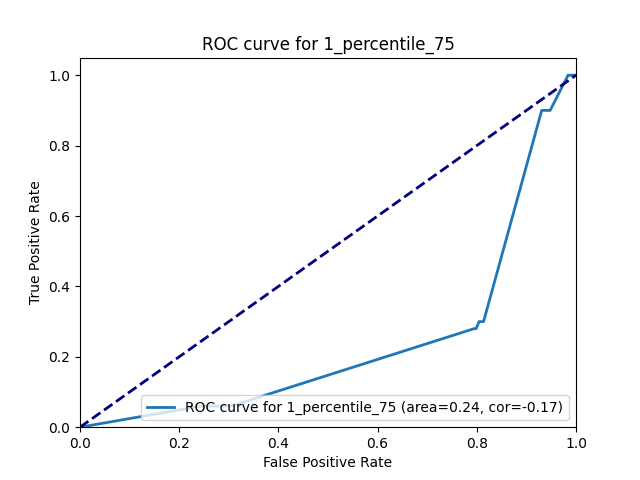 ROC curve for 1_percentile_75
True Positive Rate
1.0
0.8
0.6
0.4
0.2
0.0
ROC curve for 1_percentile_75 (area=0.24, cor=-0.17)
0.0 0.2 0.4 0.6 0.8 1.0
False Positive Rate